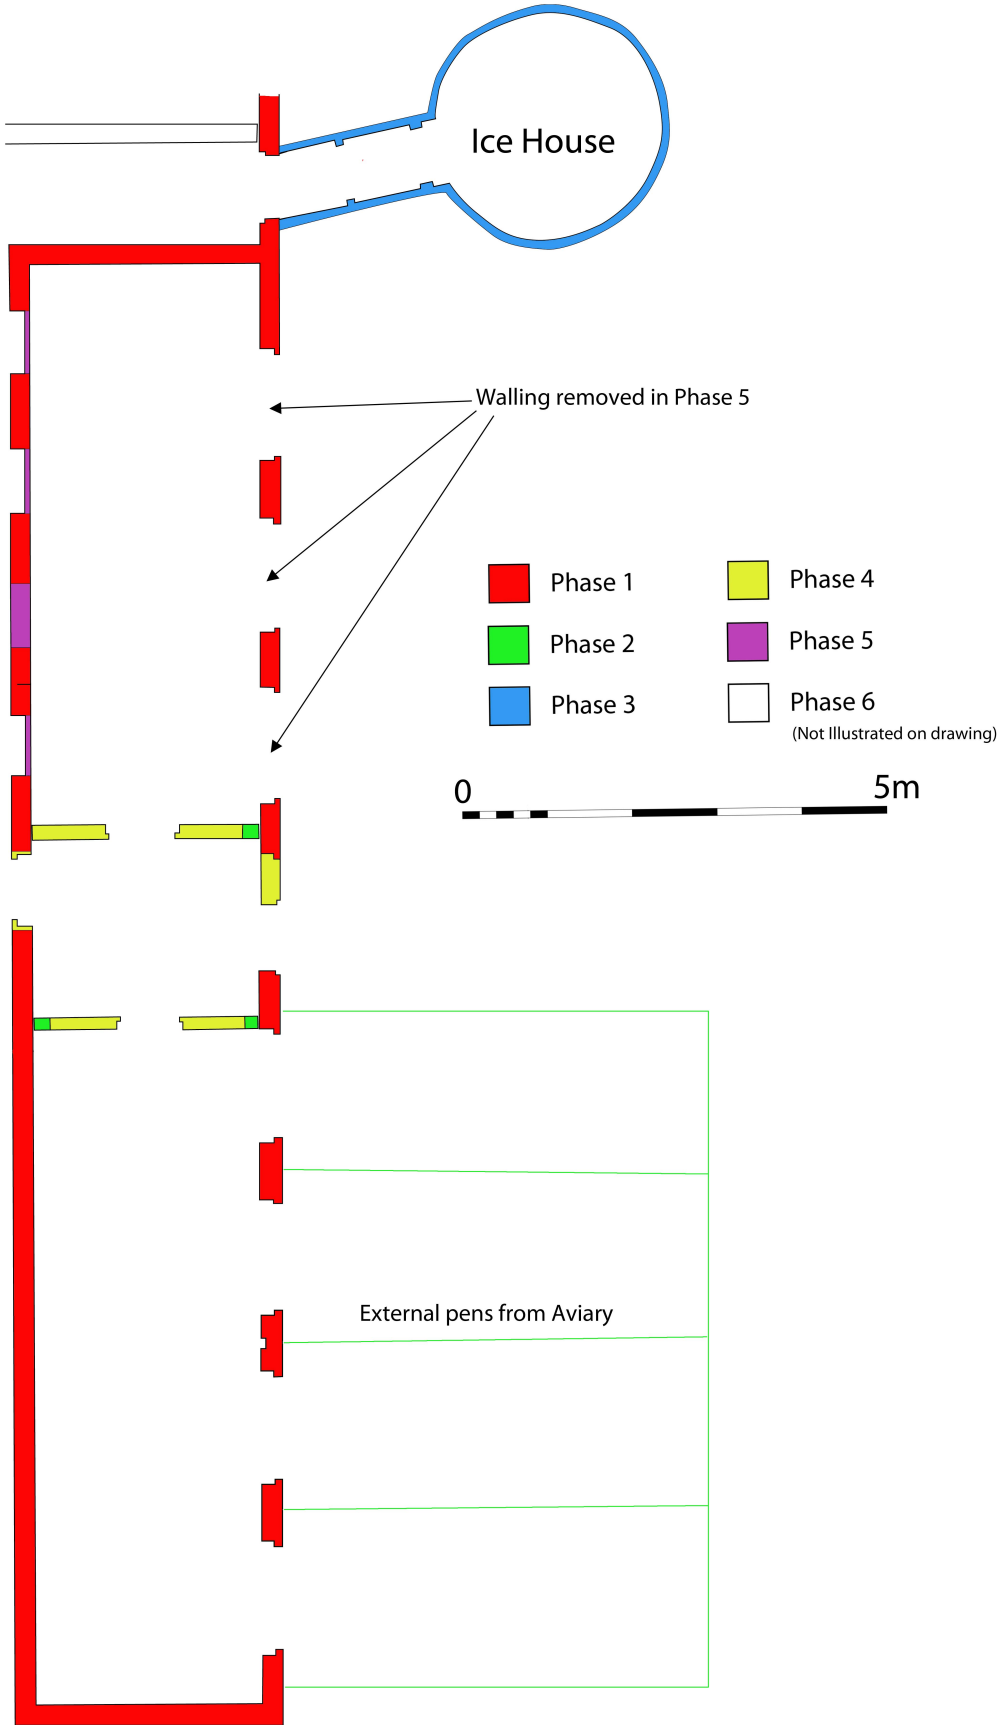 Ice House
Walling removed in Phase 5
Phase 1
Phase 4
Phase 2
Phase 5
Phase 3
Phase 6
(Not Illustrated on drawing)
0
5m
External pens from Aviary